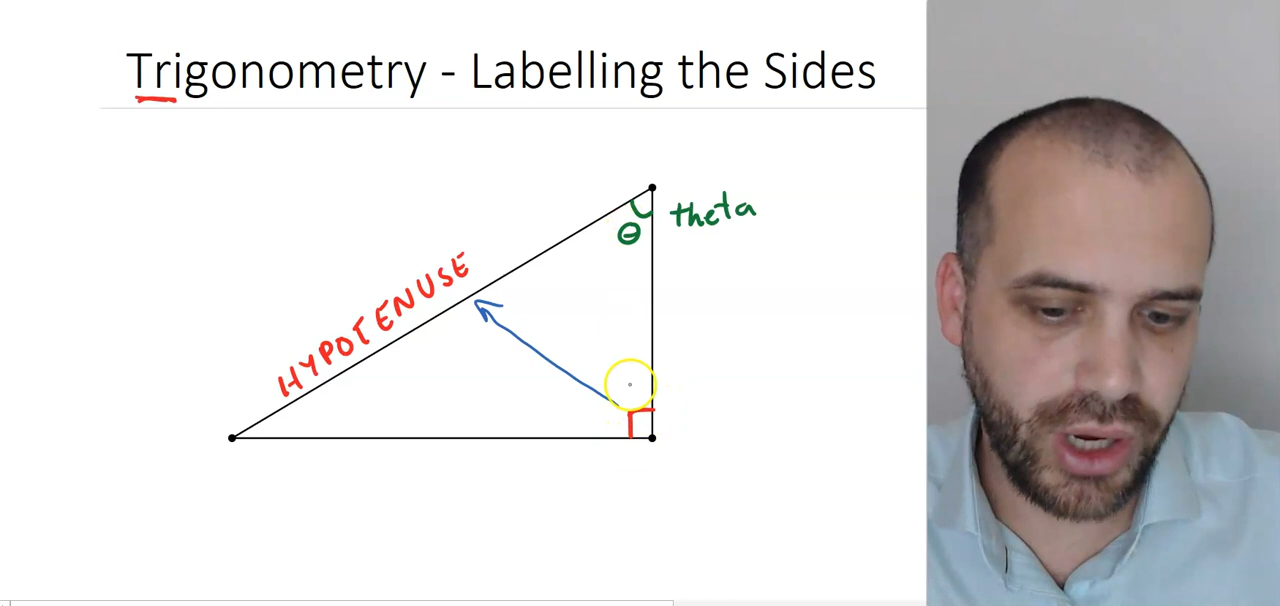 Trigonometry - Labelling the Sides
theta
θ
HYPOTENUSE